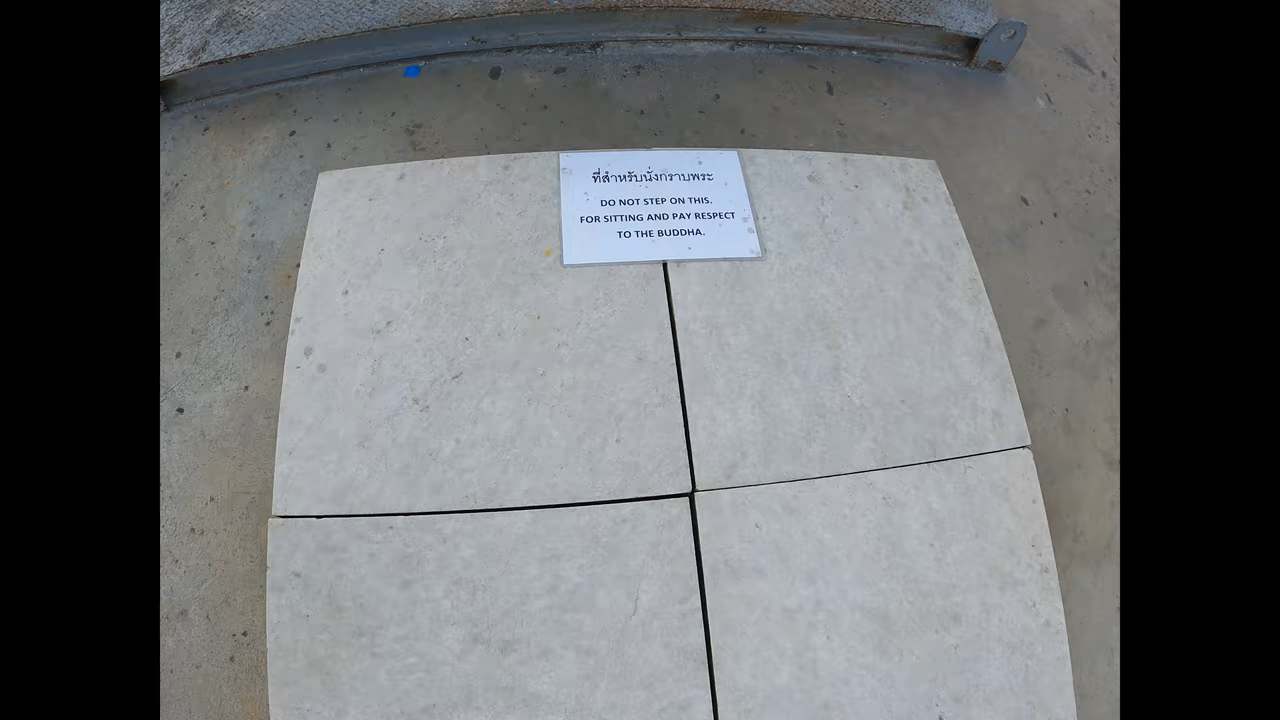 ที่สำหรับนั่งกราบพระ
DO NOT STEP ON THIS.
FOR SITTING AND PAY RESPECT
TO THE BUDDHA.